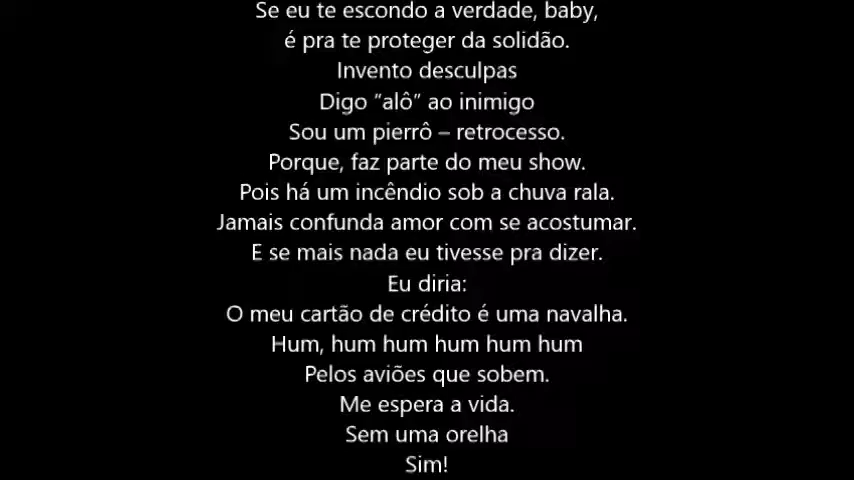 Se eu te escondo a verdade, baby,
é pra te proteger da solidão.
Invento desculpas
Digo “alô” ao inimigo
Sou um pierrô – retrocesso.
Porque, faz parte do meu show.
Pois há um incêndio sob a chuva rala.
Jamais confunda amor com se acostumar.
E se mais nada eu tivesse pra dizer.
Eu diria:
O meu cartão de crédito é uma navalha.
Hum, hum hum hum hum hum
Pelos aviões que sobem.
Me espera a vida.
Sem uma orelha
Sim!